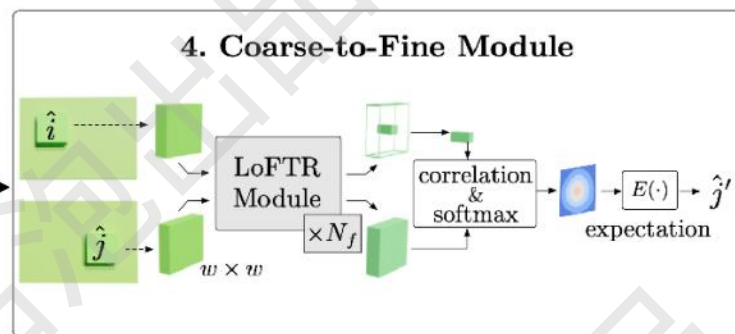 4. Coarse-to-Fine Module
î
ĵ
w × w
LoFTR
Module
×N_f
correlation
&
softmax
E(·)
expectation
ĵ′